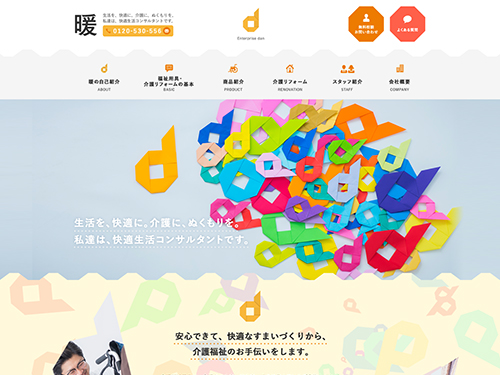 暖
生活を、快適に。介護に、ぬくもりを。
私達は、快適生活コンサルタントです。
0120-530-556
Enterprise dan
無料相談
お問い合わせ
よくある質問
暖の自己紹介
ABOUT
福祉用具・
介護リフォームの基本
BASIC
商品紹介
PRODUCT
介護リフォーム
RENOVATION
スタッフ紹介
STAFF
会社概要
COMPANY
生活を、快適に。介護に、ぬくもりを。
私達は、快適生活コンサルタントです。
安心できて、快適なすまいづくりから、
介護福祉のお手伝いをします。